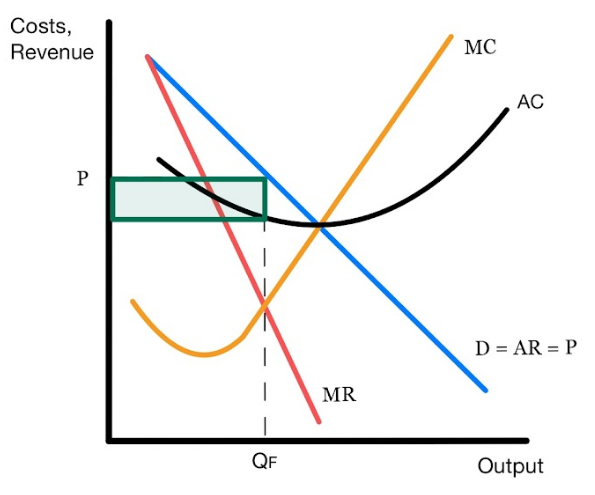 Costs,
Revenue
MC
AC
P
D = AR = P
MR
QF
Output